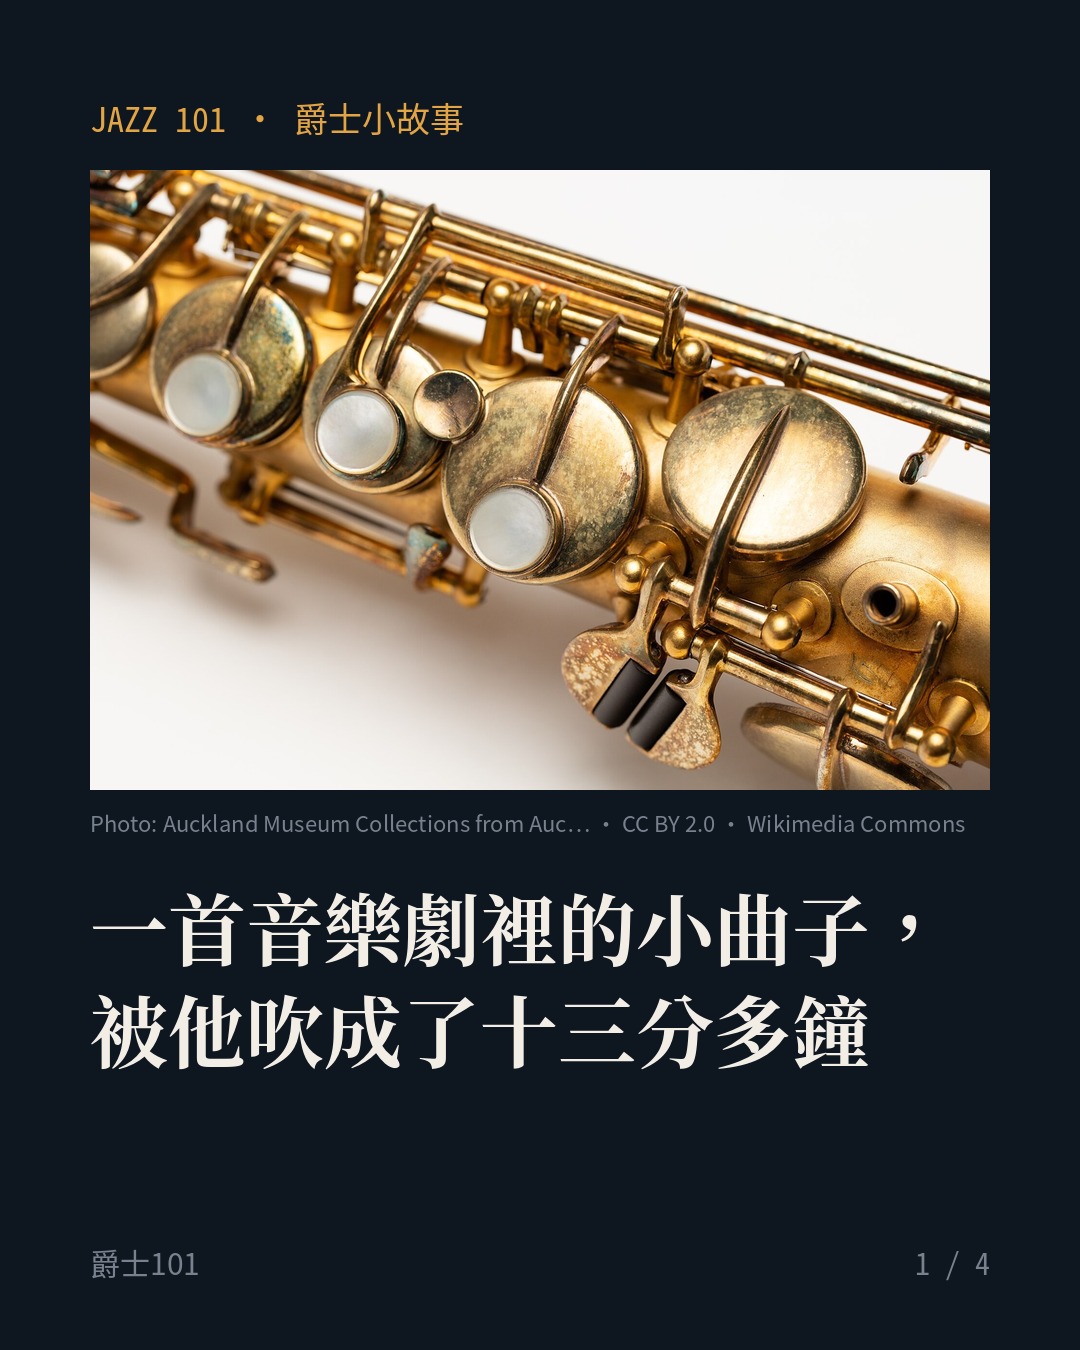 JAZZ 101 · 爵士小故事
Photo: Auckland Museum Collections from Auc… · CC BY 2.0 · Wikimedia Commons
一首音樂劇裡的小曲子，
被他吹成了十三分多鐘
爵士101
1 / 4